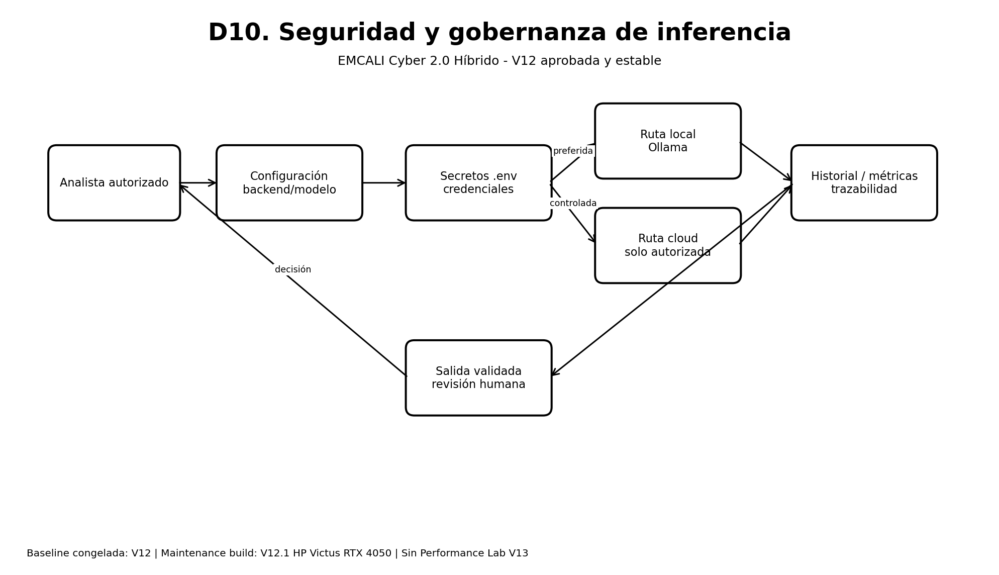 D10. Seguridad y gobernanza de inferencia
EMCALI Cyber 2.0 Híbrido - V12 aprobada y estable
Analista autorizado
Configuración
backend/modelo
Secretos .env
credenciales
preferida
controlada
Ruta local
Ollama
Ruta cloud
solo autorizada
Historial / métricas
trazabilidad
decisión
Salida validada
revisión humana
Baseline congelada: V12 | Maintenance build: V12.1 HP Victus RTX 4050 | Sin Performance Lab V13